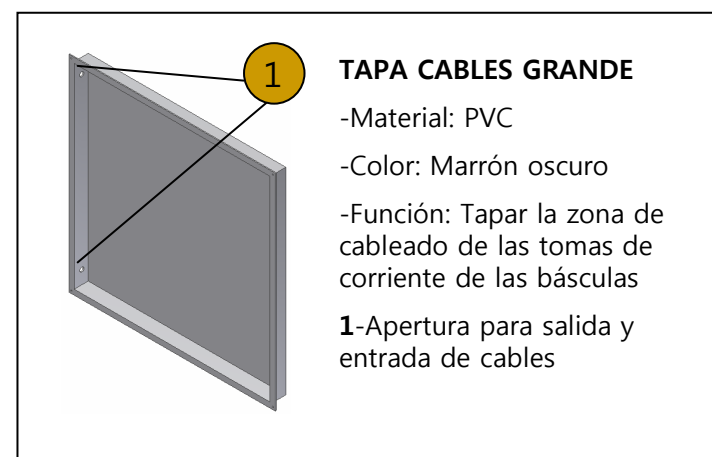 1
TAPA CABLES GRANDE
-Material: PVC
-Color: Marrón oscuro
-Función: Tapar la zona de
cableado de las tomas de
corriente de las básculas
1-Apertura para salida y
entrada de cables